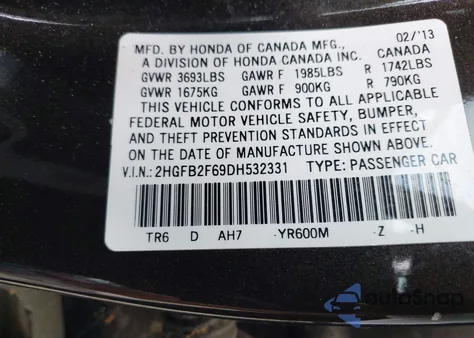 MFD. BY HONDA OF CANADA MFG., 02/'13
A DIVISION OF HONDA CANADA INC. CANADA
GVWR 3693LBS GAWR F 1985LBS R 1742LBS
GVWR 1675KG GAWR F 900KG R 790KG
THIS VEHICLE CONFORMS TO ALL APPLICABLE
FEDERAL MOTOR VEHICLE SAFETY, BUMPER,
AND THEFT PREVENTION STANDARDS IN EFFECT
ON THE DATE OF MANUFACTURE SHOWN ABOVE.
V.I.N.: 2HGFB2F69DH532331 TYPE: PASSENGER CAR
TR6 D AH7 -YR600M -Z -H
autoSnap